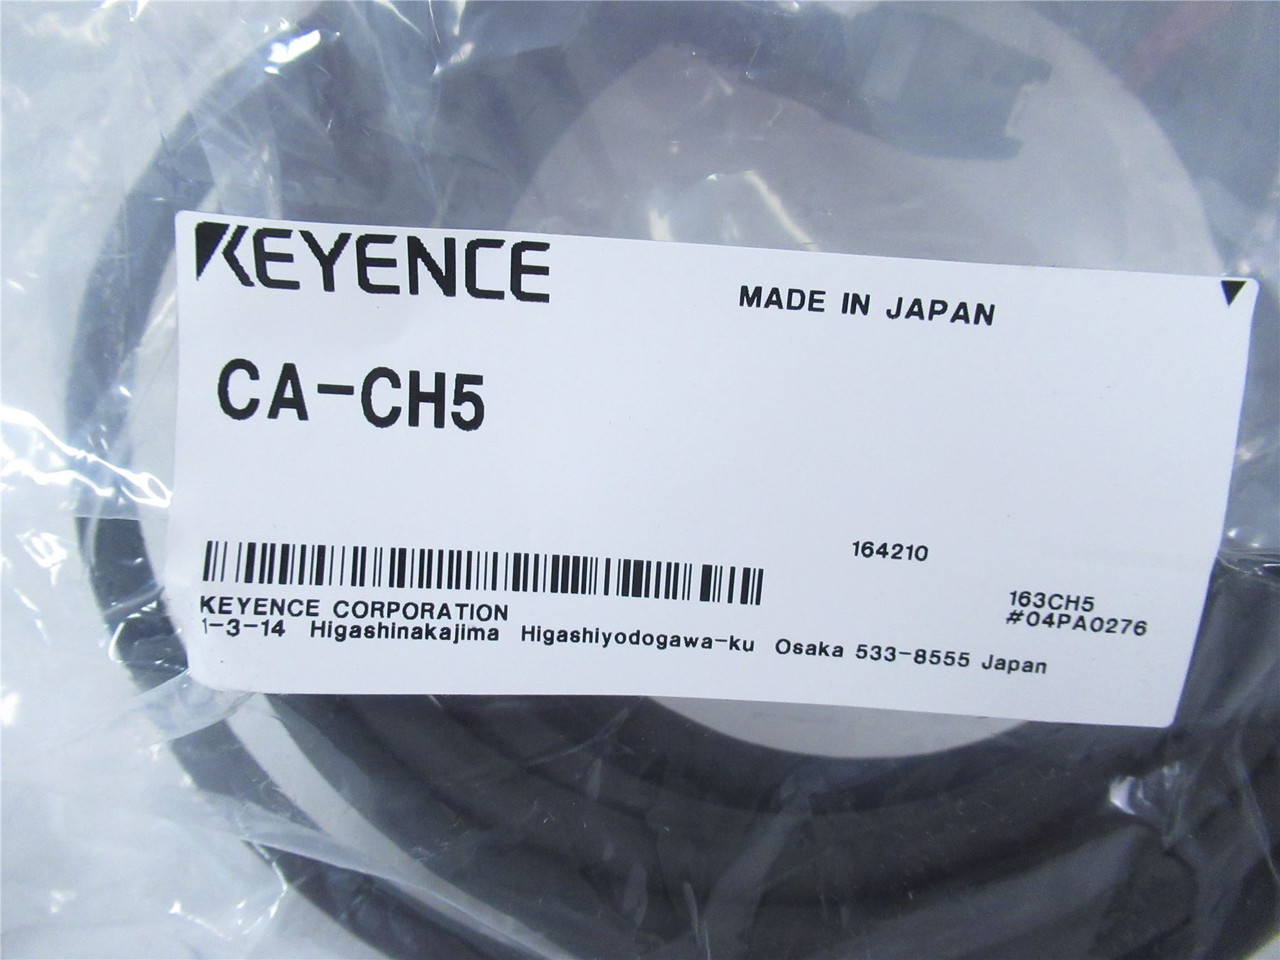 KEYENCE
MADE IN JAPAN
CA-CH5
164210
163CH5
#04PA0276
KEYENCE CORPORATION
1-3-14 Higashinakajima Higashiyodogawa-ku Osaka 533-8555 Japan